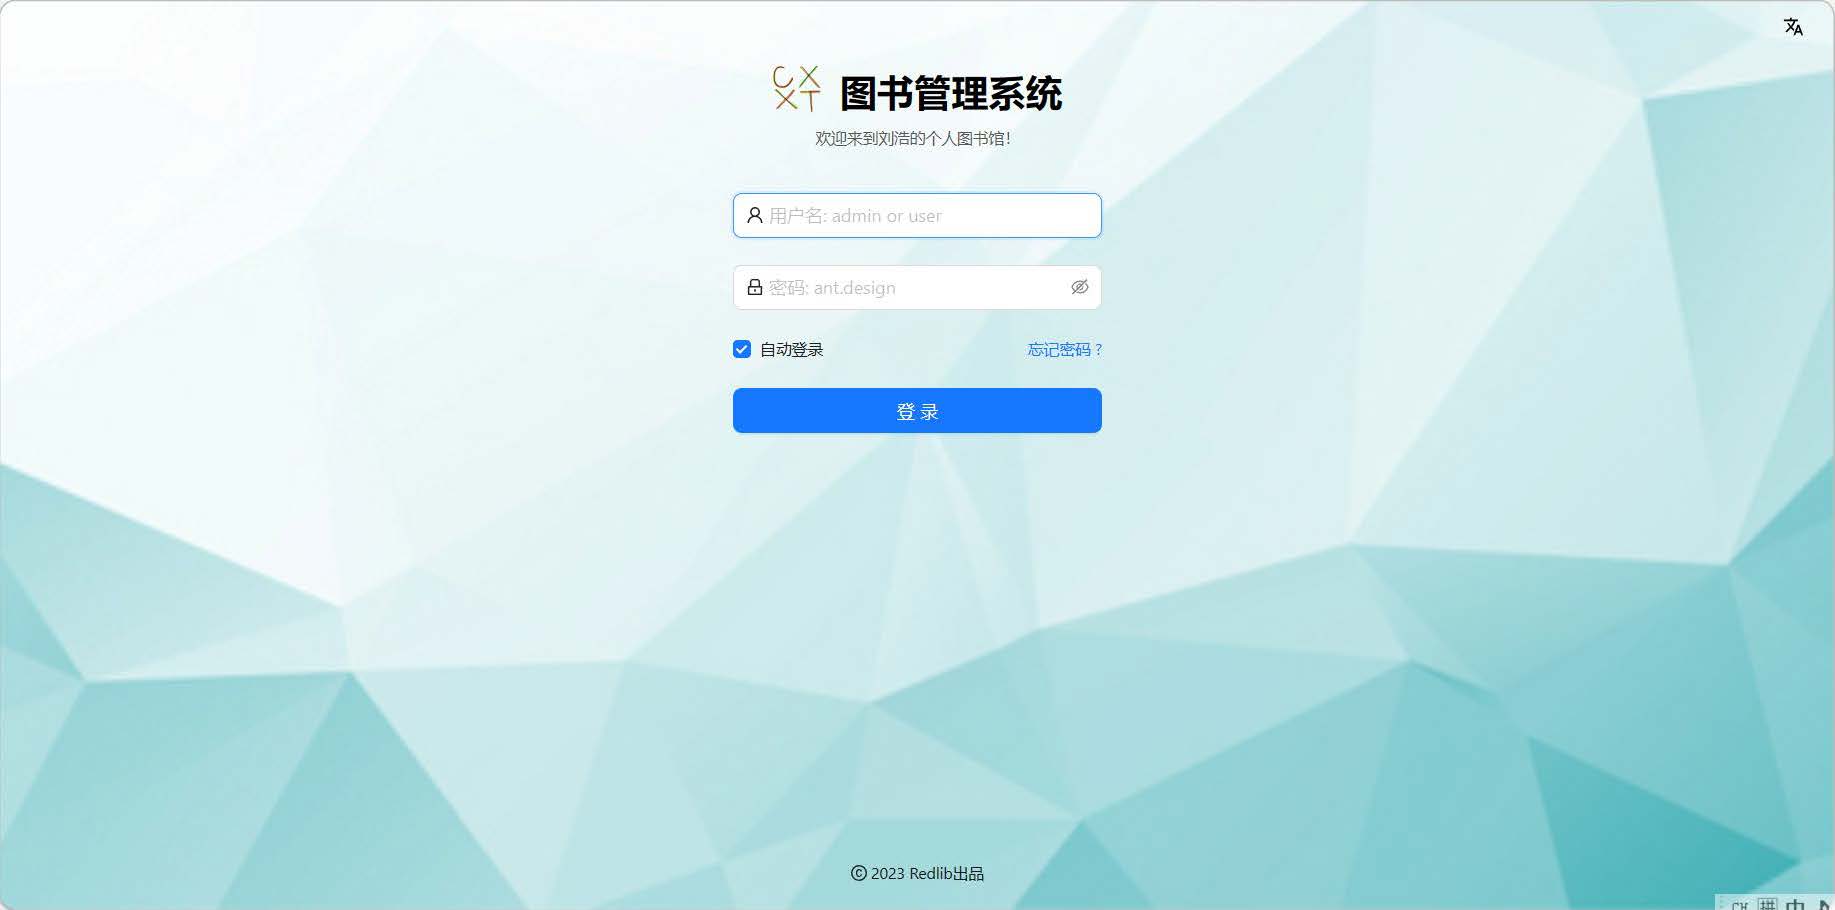 CX
XT
图书管理系统
欢迎来到刘浩的个人图书馆！
用户名: admin or user
密码: ant.design
自动登录
忘记密码？
登 录
© 2023 Redlib出品
CH 拼 中